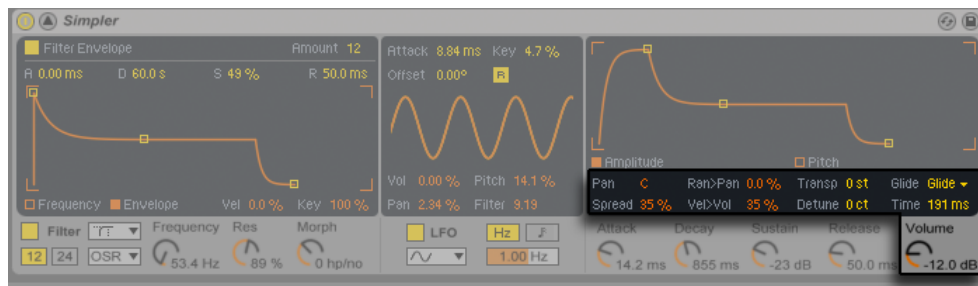 Simpler
Filter Envelope Amount 12
A 0.00 ms D 60.0 s S 49 % R 50.0 ms
Frequency Envelope Vel 0.0 % Key 100 %
Attack 8.84 ms Key 4.7 %
Offset 0.00° R
Vol 0.00 % Pitch 14.1 %
Pan 2.34 % Filter 9.19
Amplitude Pitch
Pan C Ran>Pan 0.0 % Transp 0 st Glide Glide
Spread 35 % Vel>Vol 35 % Detune 0 ct Time 191 ms
Filter Frequency Res Morph
12 24 OSR 53.4 Hz 89 % 0 hp/no
LFO Hz
1.00 Hz
Attack Decay Sustain Release Volume
14.2 ms 855 ms -23 dB 50.0 ms -12.0 dB